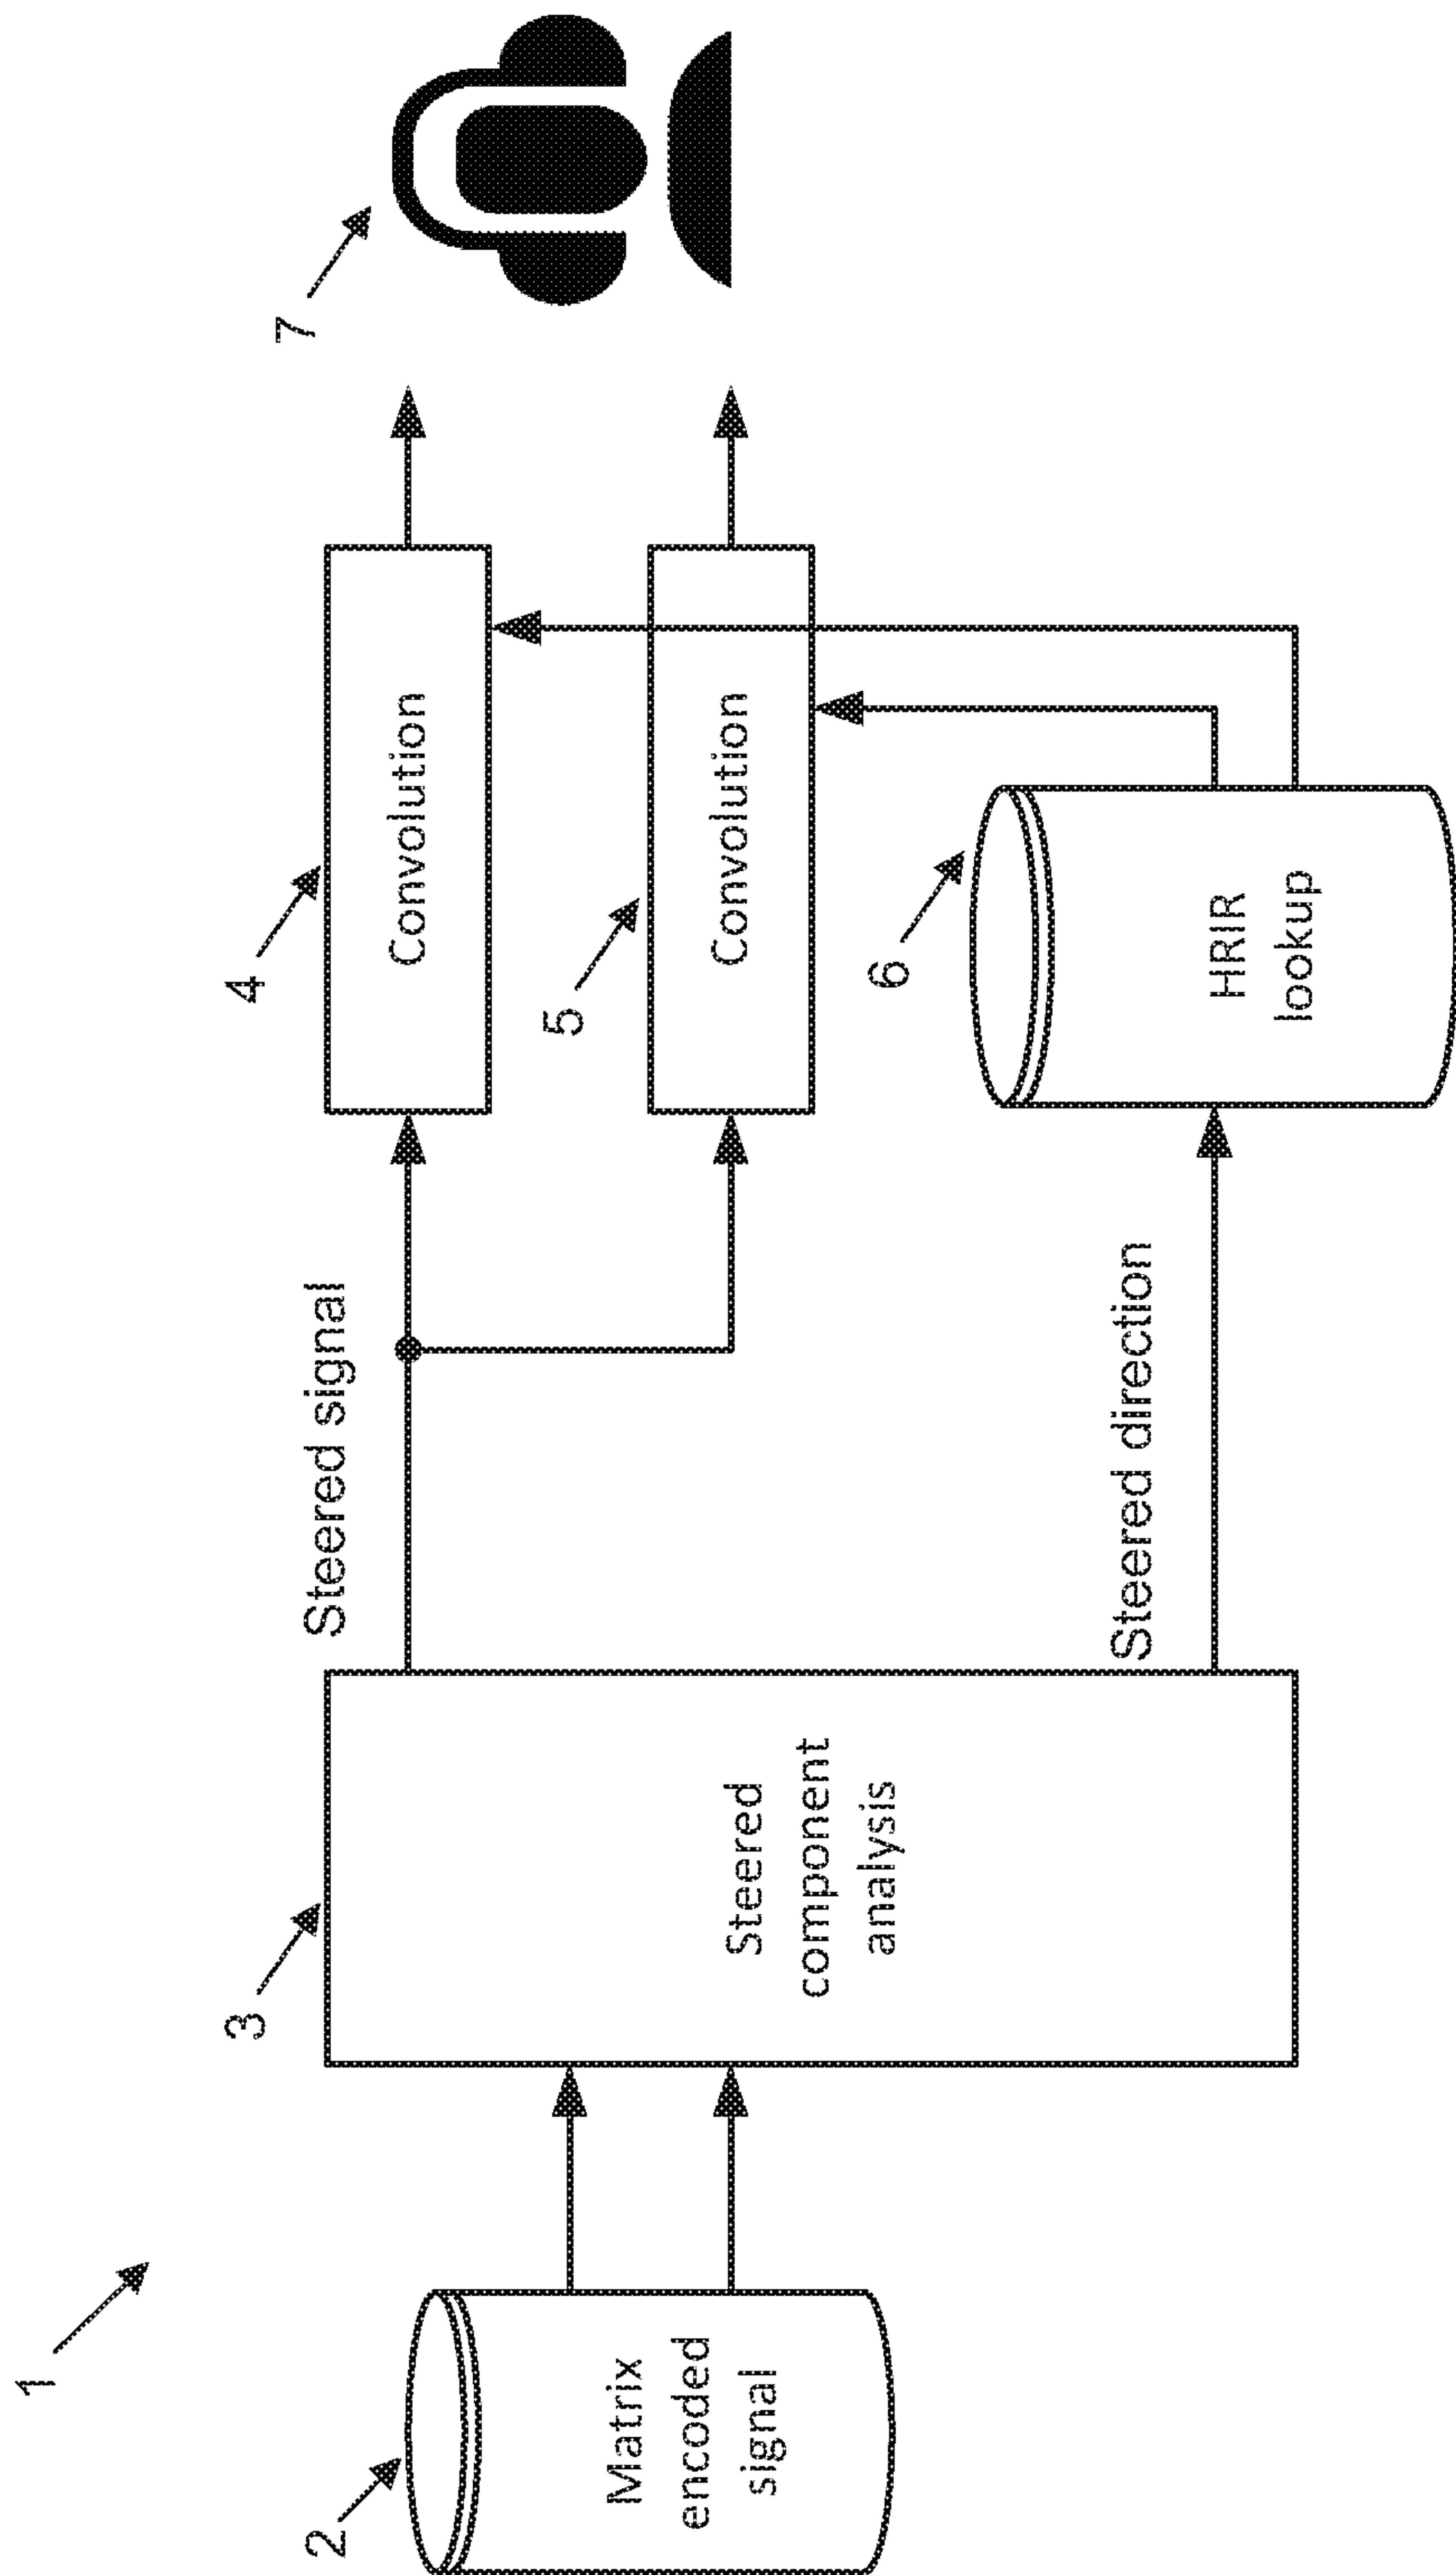 1
2
Matrix
encoded
signal
3
Steered
component
analysis
Steered signal
Steered direction
4
Convolution
5
Convolution
6
HRIR
lookup
7